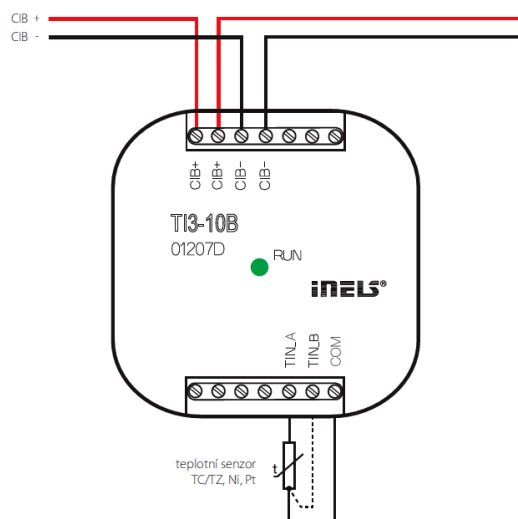 CIB +
CIB -
CIB+
CIB+
CIB-
CIB-
TI3-10B
01207D
RUN
iNELS®
TIN_A
TIN_B
COM
teplotní senzor
TC/TZ, Ni, Pt
t